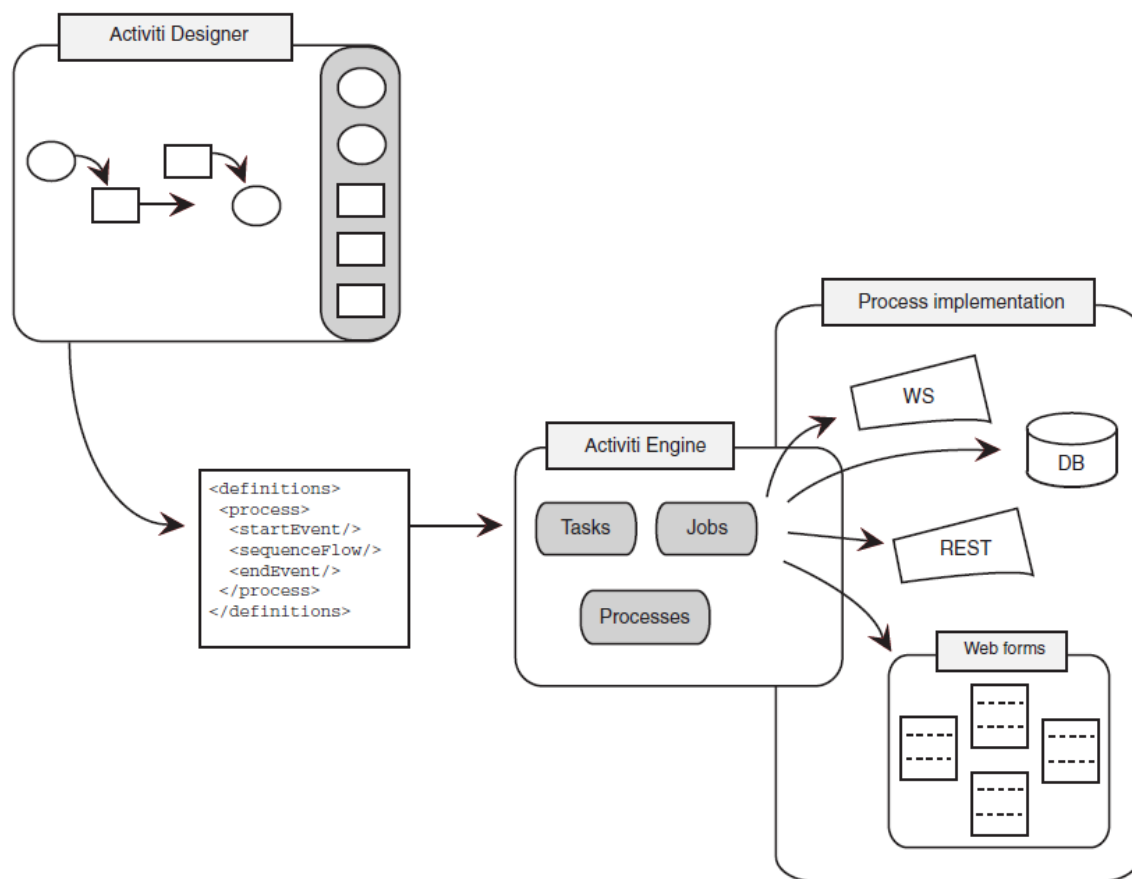 Activiti Designer
Process implementation
WS
DB
Activiti Engine
<definitions>
 <process>
  <startEvent/>
  <sequenceFlow/>
  <endEvent/>
 </process>
</definitions>
Tasks
Jobs
REST
Processes
Web forms